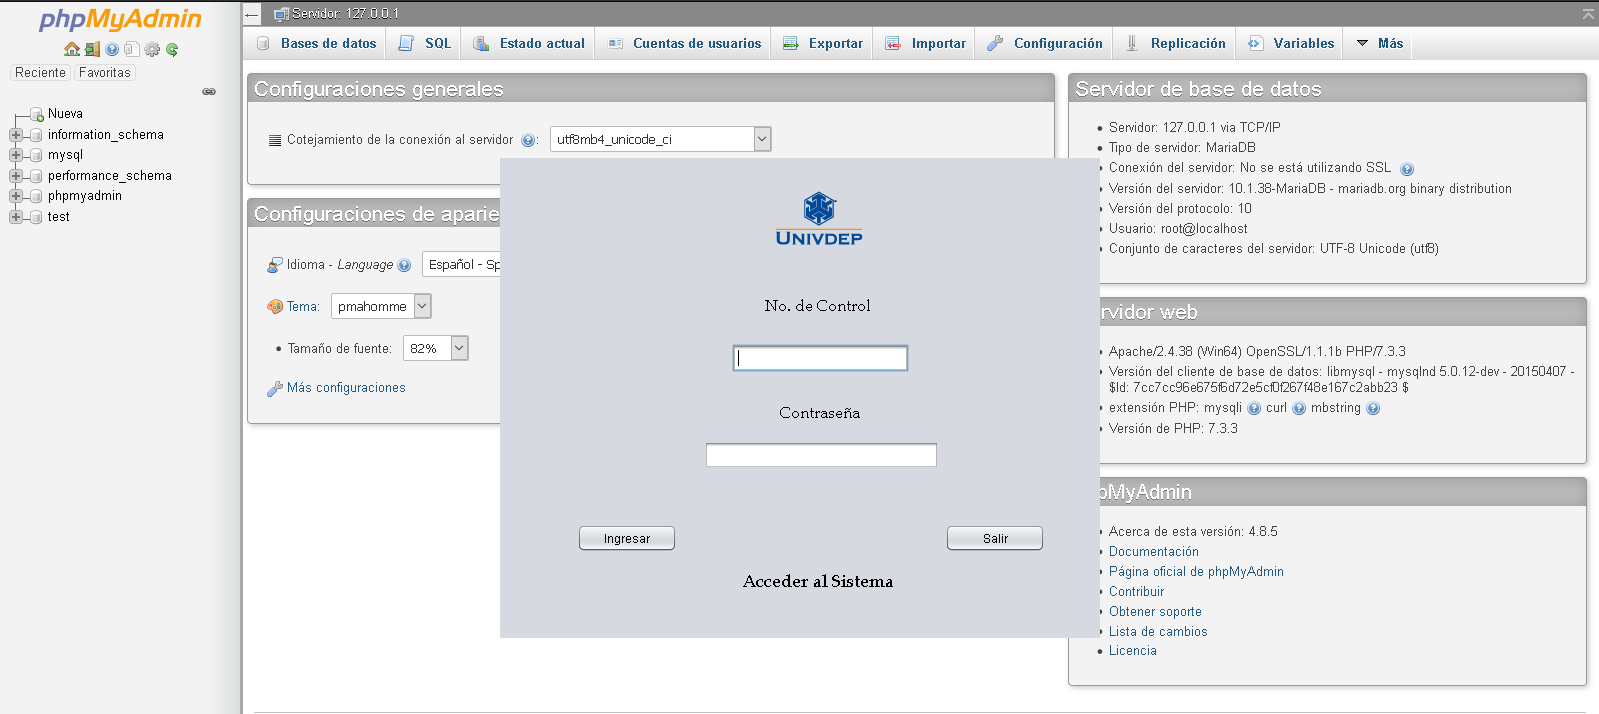 phpMyAdmin
Reciente Favoritas
Nueva
information_schema
mysql
performance_schema
phpmyadmin
test
Servidor: 127.0.0.1
Bases de datos SQL Estado actual Cuentas de usuarios Exportar Importar Configuración Replicación Variables Más
Configuraciones generales
Cotejamiento de la conexión al servidor : utf8mb4_unicode_ci
Configuraciones de aparie
Idioma - Language Español - Sp
Tema: pmahomme
Tamaño de fuente: 82%
Más configuraciones
UNIVDEP
No. de Control
Contraseña
Ingresar Salir
Acceder al Sistema
Servidor de base de datos
Servidor: 127.0.0.1 via TCP/IP
Tipo de servidor: MariaDB
Conexión del servidor: No se está utilizando SSL
Versión del servidor: 10.1.38-MariaDB - mariadb.org binary distribution
Versión del protocolo: 10
Usuario: root@localhost
Conjunto de caracteres del servidor: UTF-8 Unicode (utf8)
rvidor web
Apache/2.4.38 (Win64) OpenSSL/1.1.1b PHP/7.3.3
Versión del cliente de base de datos: libmysql - mysqlnd 5.0.12-dev - 20150407 -
$Id: 7cc7cc96e675f6d72e5cf0f267f48e167c2abb23 $
extensión PHP: mysqli curl mbstring
Versión de PHP: 7.3.3
pMyAdmin
Acerca de esta versión: 4.8.5
Documentación
Página oficial de phpMyAdmin
Contribuir
Obtener soporte
Lista de cambios
Licencia